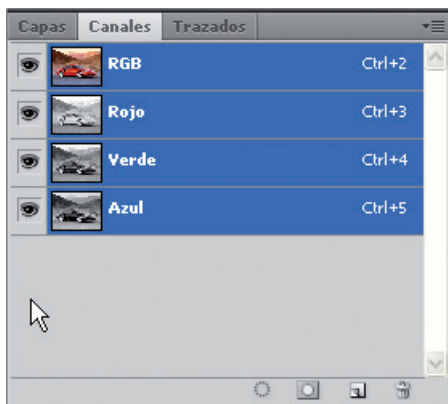 Capas Canales Trazados
RGB Ctrl+2
Rojo Ctrl+3
Verde Ctrl+4
Azul Ctrl+5